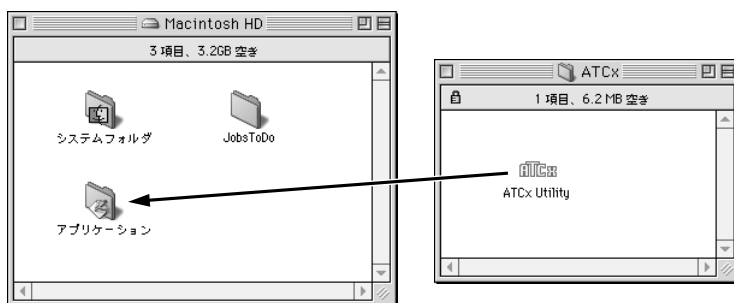 Macintosh HD
3 項目、3.2GB 空き
システムフォルダ
JobsToDo
アプリケーション
ATCx
1 項目、6.2 MB 空き
ATCx
ATCx Utility